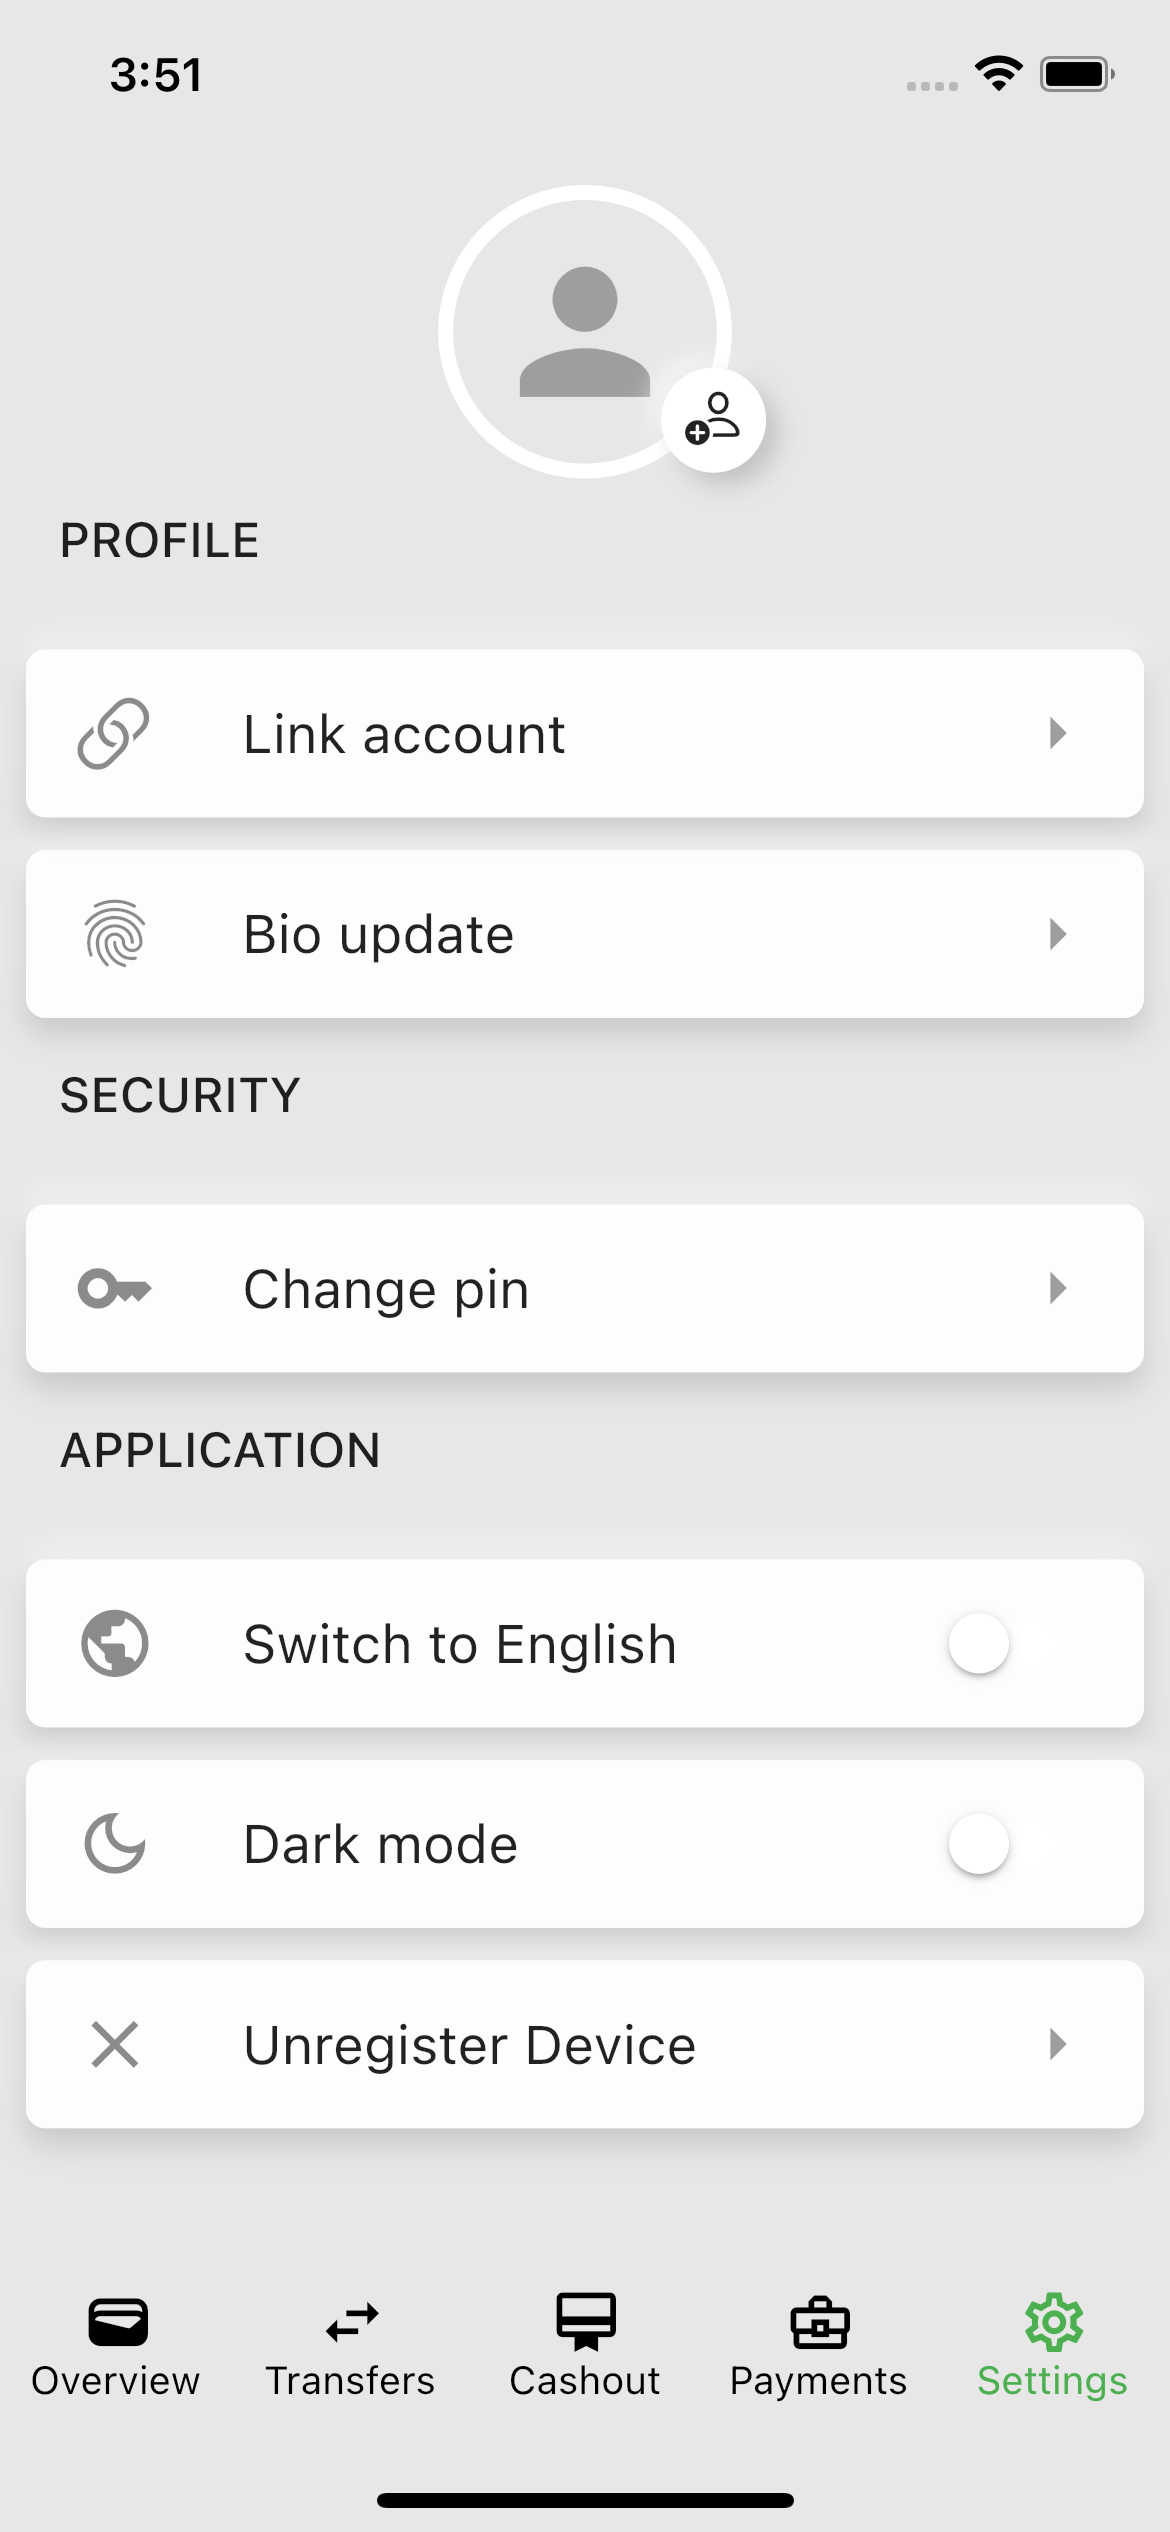 3:51
PROFILE
Link account
Bio update
SECURITY
Change pin
APPLICATION
Switch to English
Dark mode
Unregister Device
Overview
Transfers
Cashout
Payments
Settings